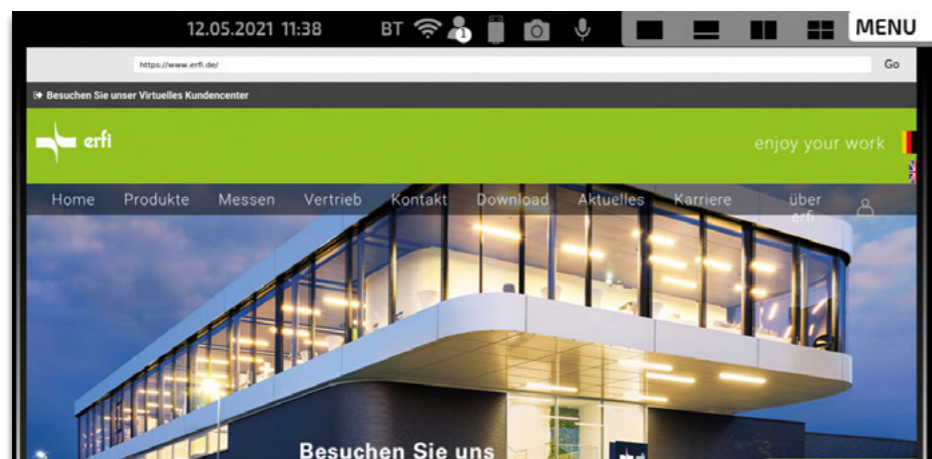 12.05.2021 11:38 BT 1 MENU
https://www.erfi.de/ Go
Besuchen Sie unser Virtuelles Kundencenter
erfi enjoy your work
Home Produkte Messen Vertrieb Kontakt Download Aktuelles Karriere über
erfi
Besuchen Sie uns